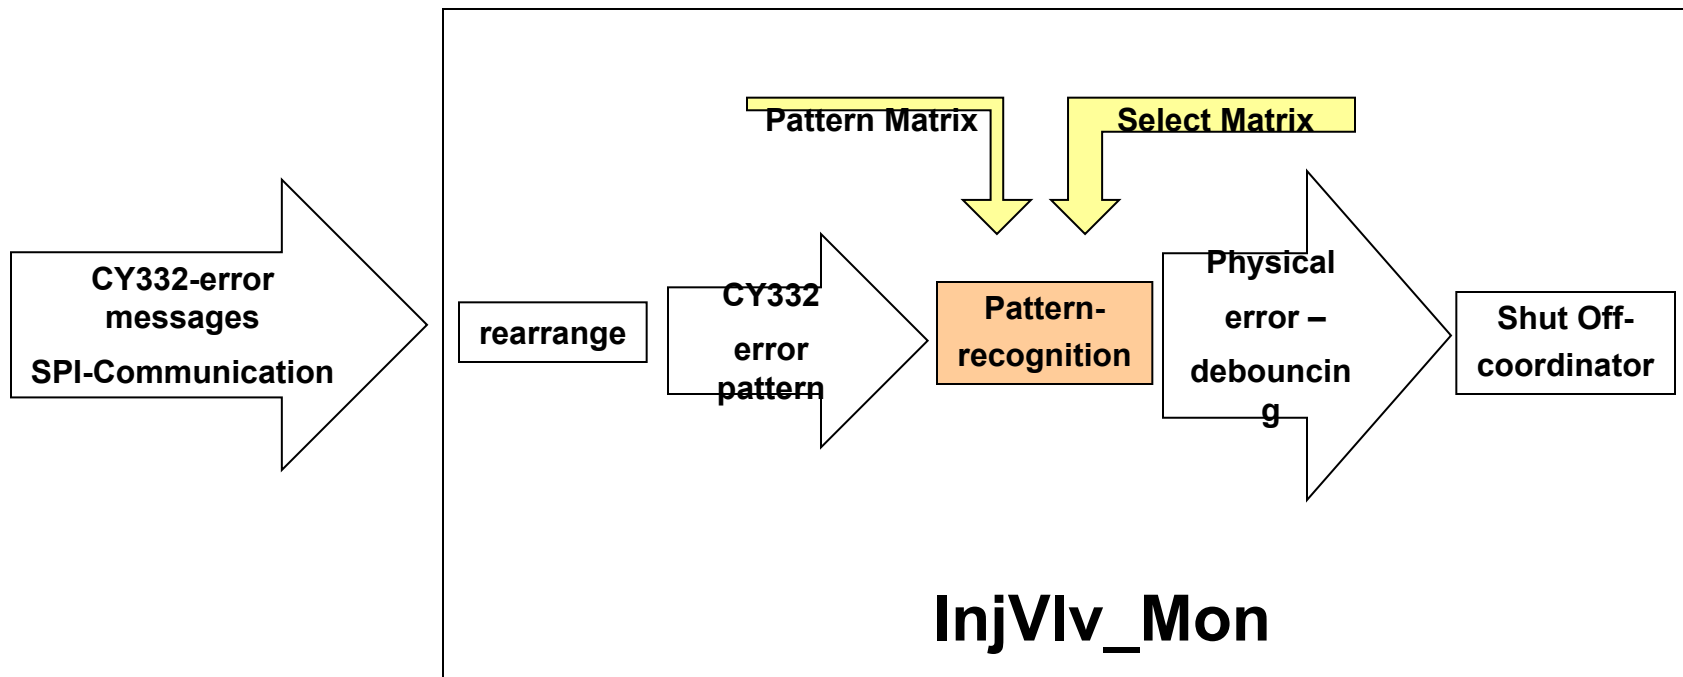 Pattern Matrix
Select Matrix
CY332-error
messages
SPI-Communication
rearrange
CY332
error
pattern
Pattern-
recognition
Physical
error –
debouncin
g
Shut Off-
coordinator
InjVlv_Mon